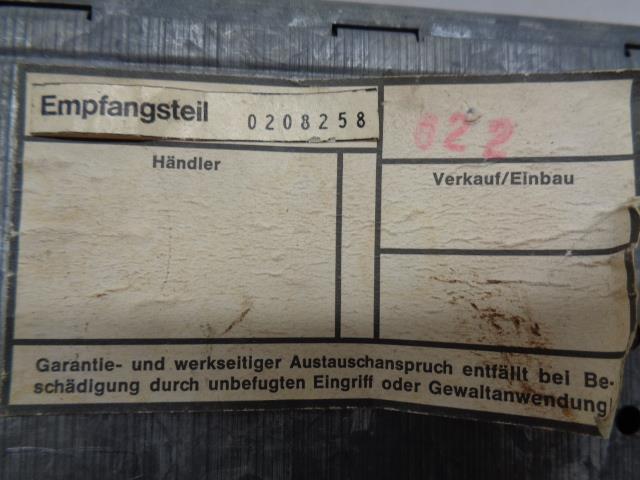 Empfangsteil 0208258
622
Händler
Verkauf/Einbau
Garantie- und werkseitiger Austauschanspruch entfällt bei Be-
schädigung durch unbefugten Eingriff oder Gewaltanwendung